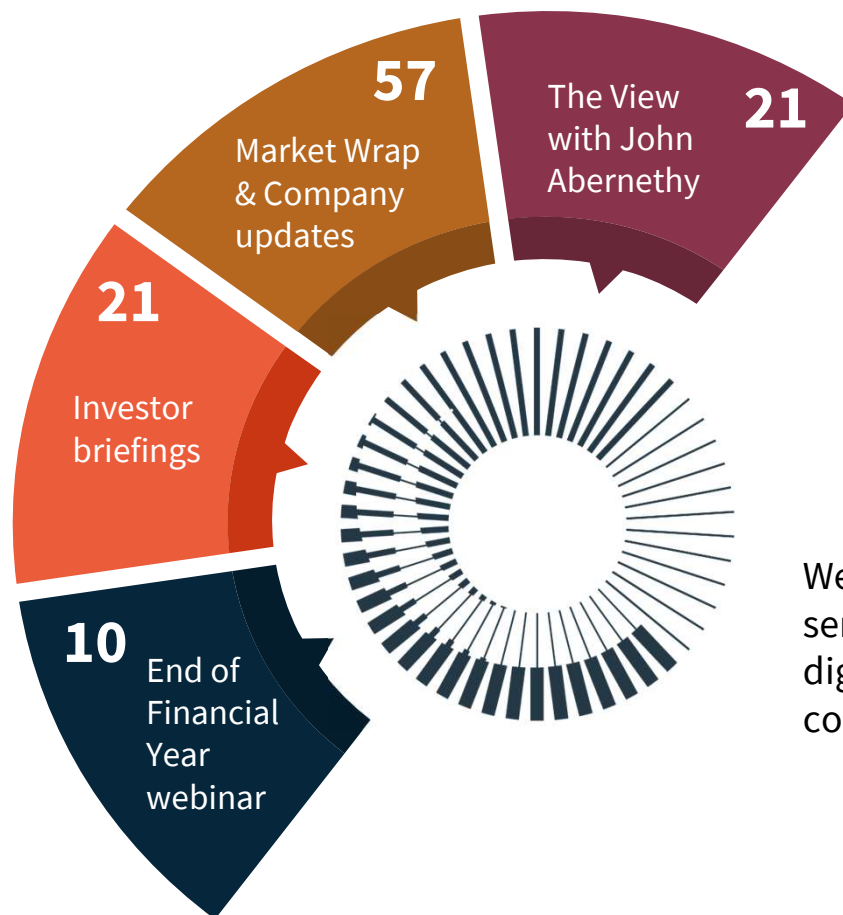 57
Market Wrap
& Company
updates
The View
with John
Abernethy
21
21
Investor
briefings
10
End of
Financial
Year
webinar
We